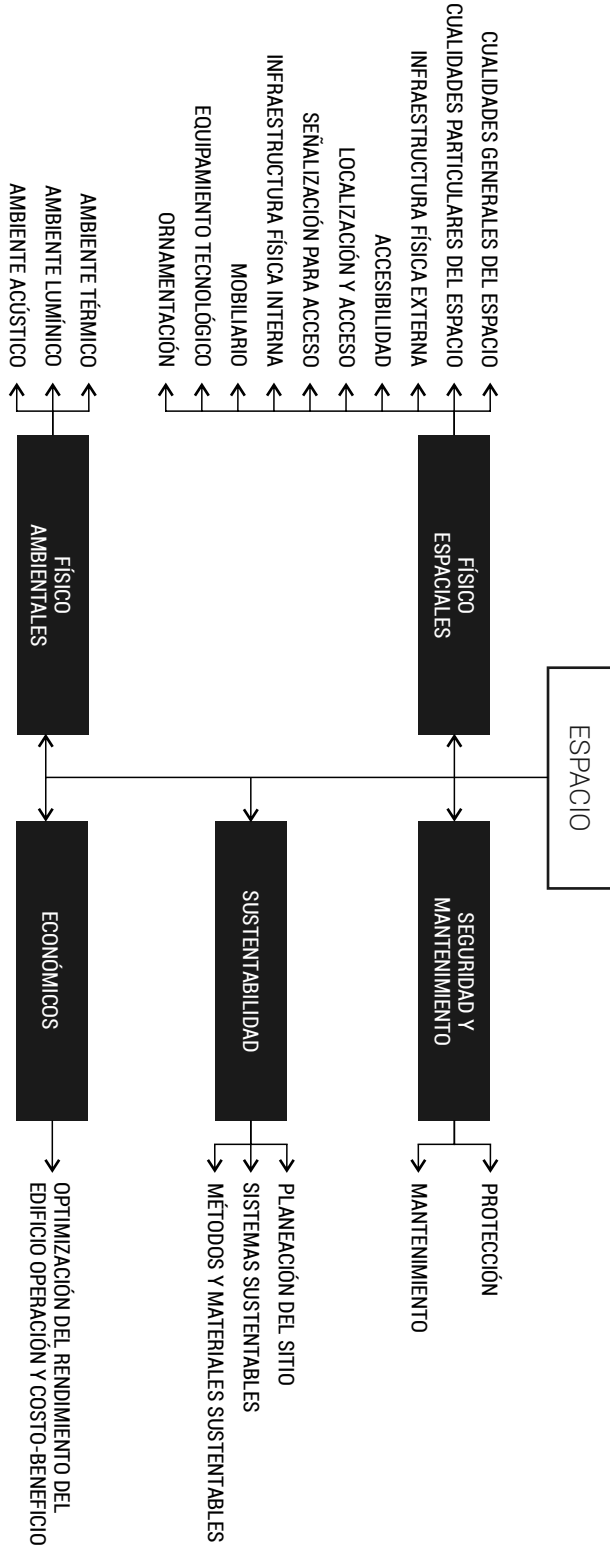 ESPACIO
FÍSICO
ESPACIALES
CUALIDADES GENERALES DEL ESPACIO
CUALIDADES PARTICULARES DEL ESPACIO
INFRAESTRUCTURA FÍSICA EXTERNA
ACCESIBILIDAD
LOCALIZACIÓN Y ACCESO
SEÑALIZACIÓN PARA ACCESO
INFRAESTRUCTURA FÍSICA INTERNA
MOBILIARIO
EQUIPAMIENTO TECNOLÓGICO
ORNAMENTACIÓN
SEGURIDAD Y
MANTENIMIENTO
PROTECCIÓN
MANTENIMIENTO
SUSTENTABILIDAD
PLANEACIÓN DEL SITIO
SISTEMAS SUSTENTABLES
MÉTODOS Y MATERIALES SUSTENTABLES
FÍSICO
AMBIENTALES
AMBIENTE TÉRMICO
AMBIENTE LUMÍNICO
AMBIENTE ACÚSTICO
ECONÓMICOS
OPTIMIZACIÓN DEL RENDIMIENTO DEL
EDIFICIO OPERACIÓN Y COSTO-BENEFICIO